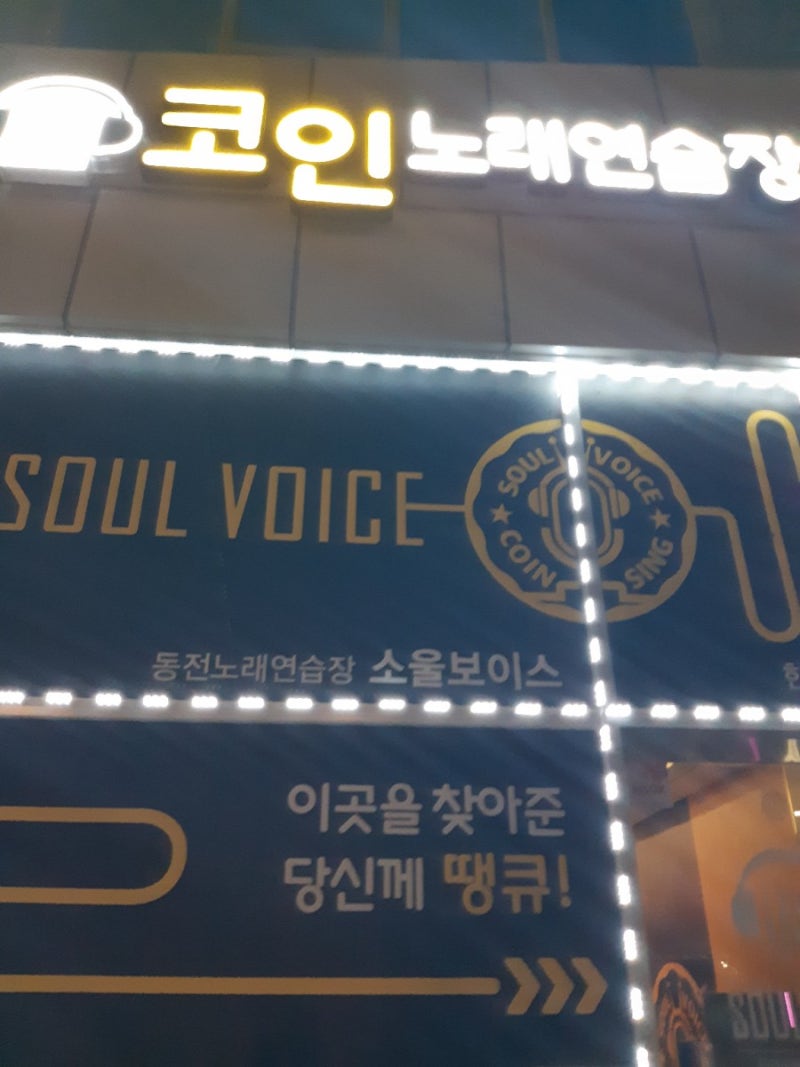 코인노래연습장
SOUL VOICE
SOUL VOICE
COIN SING
동전노래연습장 소울보이스
이곳을 찾아준
당신께 땡큐!